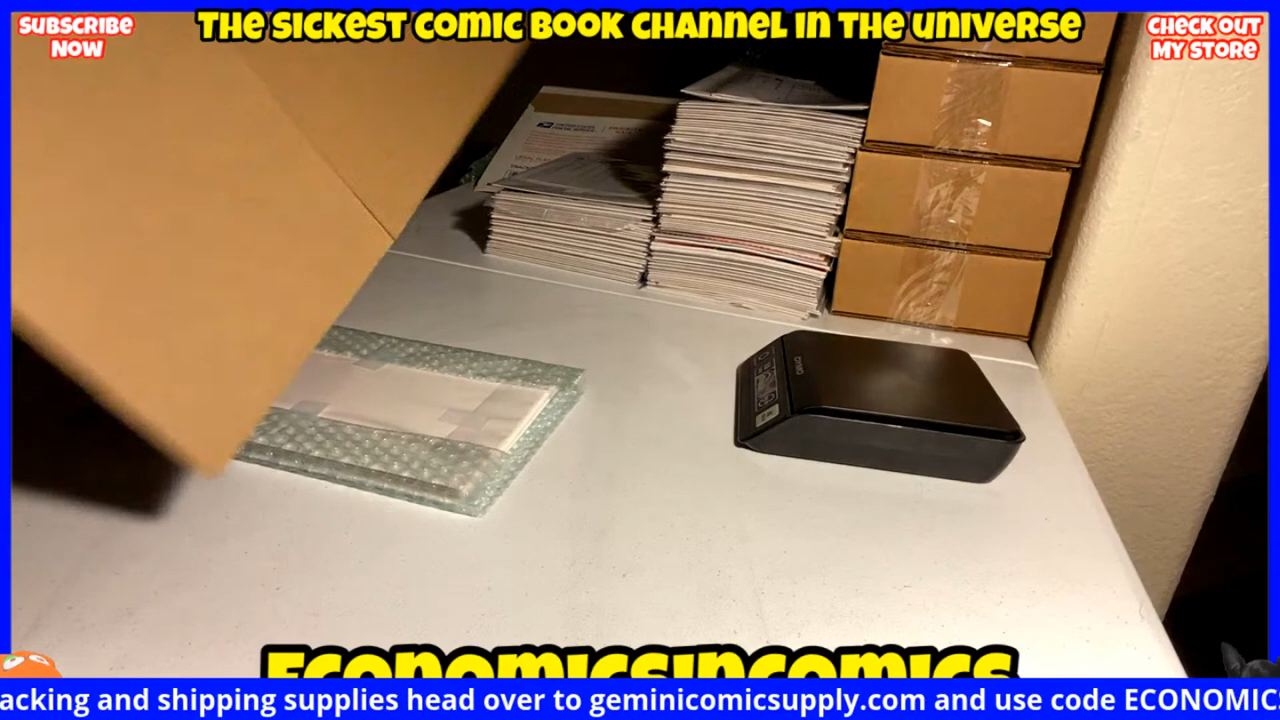 SUBSCRIBE
NOW
THE SICKEST COMIC BOOK CHANNEL IN THE UNIVERSE
CHECK OUT
MY STORE
ECONOMICSINCOMICS
acking and shipping supplies head over to geminicomicsupply.com and use code ECONOMICS